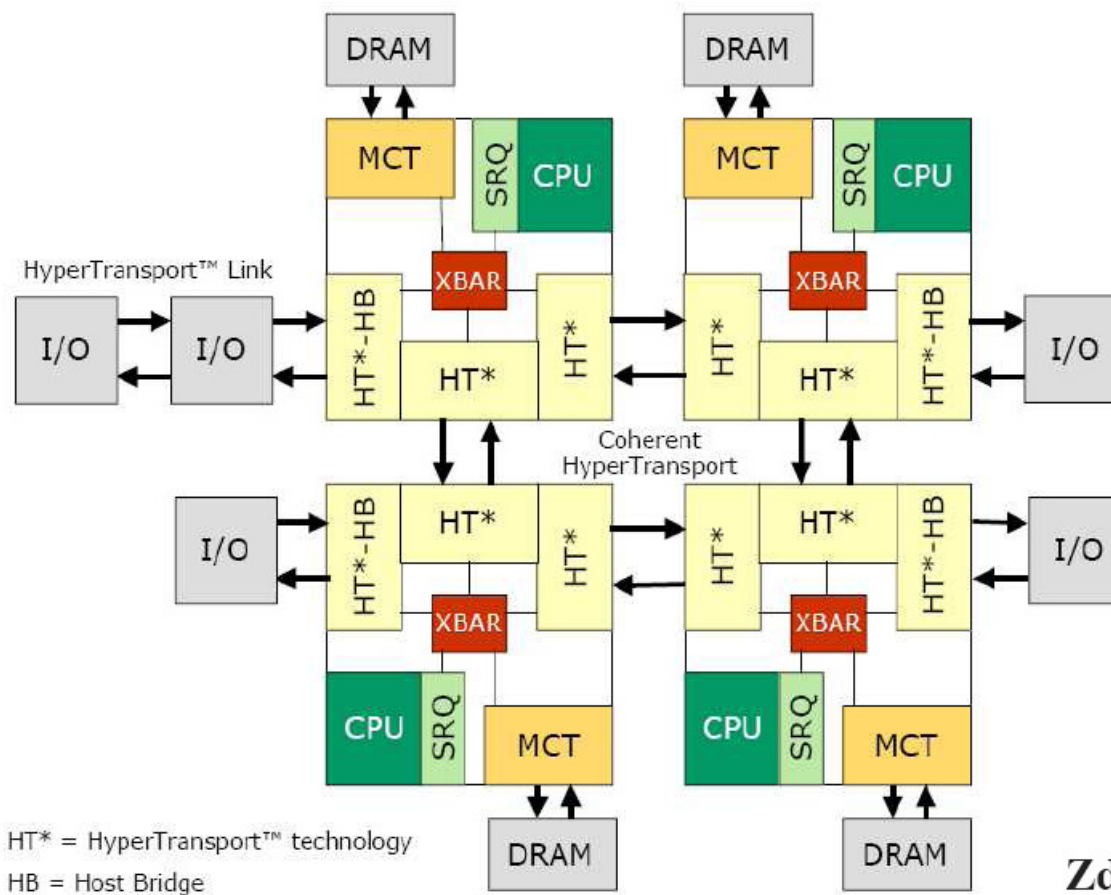 DRAM
DRAM
MCT
SRQ
CPU
MCT
SRQ
CPU
HyperTransport™ Link
XBAR
XBAR
I/O
I/O
HT*-HB
HT*
HT*
HT*
HT*
HT*-HB
I/O
Coherent
HyperTransport
I/O
HT*-HB
HT*
HT*
HT*
HT*
HT*-HB
I/O
XBAR
XBAR
CPU
SRQ
MCT
CPU
SRQ
MCT
DRAM
DRAM
HT* = HyperTransport™ technology
HB = Host Bridge